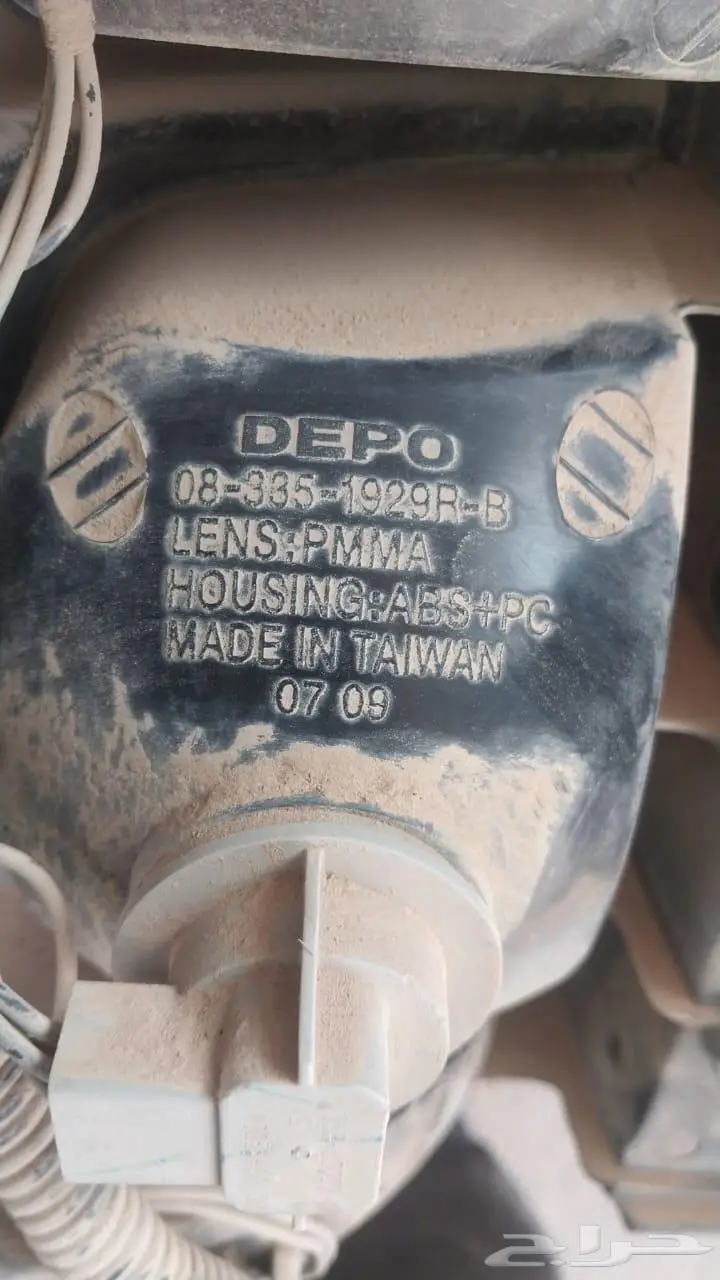 DEPO
08-335-1929R-B
LENS:PMMA
HOUSING:ABS+PC
MADE IN TAIWAN
07 09
حراج